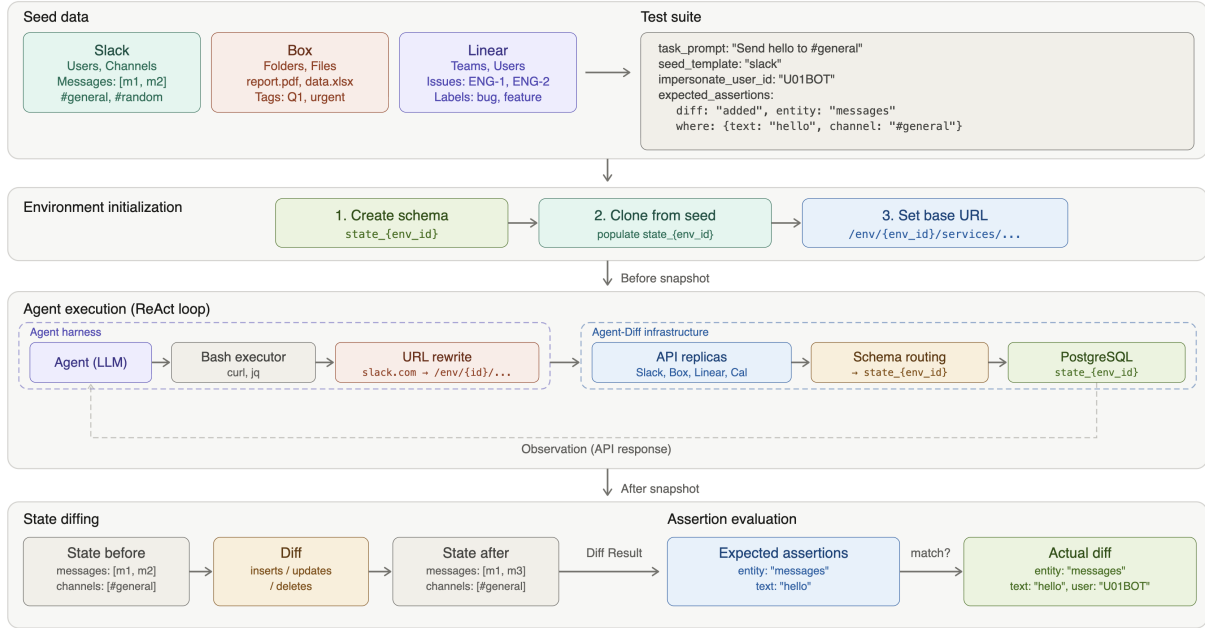 Seed data
Slack
Users, Channels
Messages: [m1, m2]
#general, #random
Box
Folders, Files
report.pdf, data.xlsx
Tags: Q1, urgent
Linear
Teams, Users
Issues: ENG-1, ENG-2
Labels: bug, feature
Test suite
task_prompt: "Send hello to #general"
seed_template: "slack"
impersonate_user_id: "U01BOT"
expected_assertions:
diff: "added", entity: "messages"
where: {text: "hello", channel: "#general"}
Environment initialization
1. Create schema
state_{env_id}
2. Clone from seed
populate state_{env_id}
3. Set base URL
/env/{env_id}/services/...
Before snapshot
Agent execution (ReAct loop)
Agent harness
Agent (LLM)
Bash executor
curl, jq
URL rewrite
slack.com → /env/{id}/...
Agent-Diff infrastructure
API replicas
Slack, Box, Linear, Cal
Schema routing
→ state_{env_id}
PostgreSQL
state_{env_id}
Observation (API response)
After snapshot
State diffing
State before
messages: [m1, m2]
channels: [#general]
Diff
inserts / updates
/ deletes
State after
messages: [m1, m3]
channels: [#general]
Diff Result
Assertion evaluation
Expected assertions
entity: "messages"
text: "hello"
match?
Actual diff
entity: "messages"
text: "hello", user: "U01BOT"